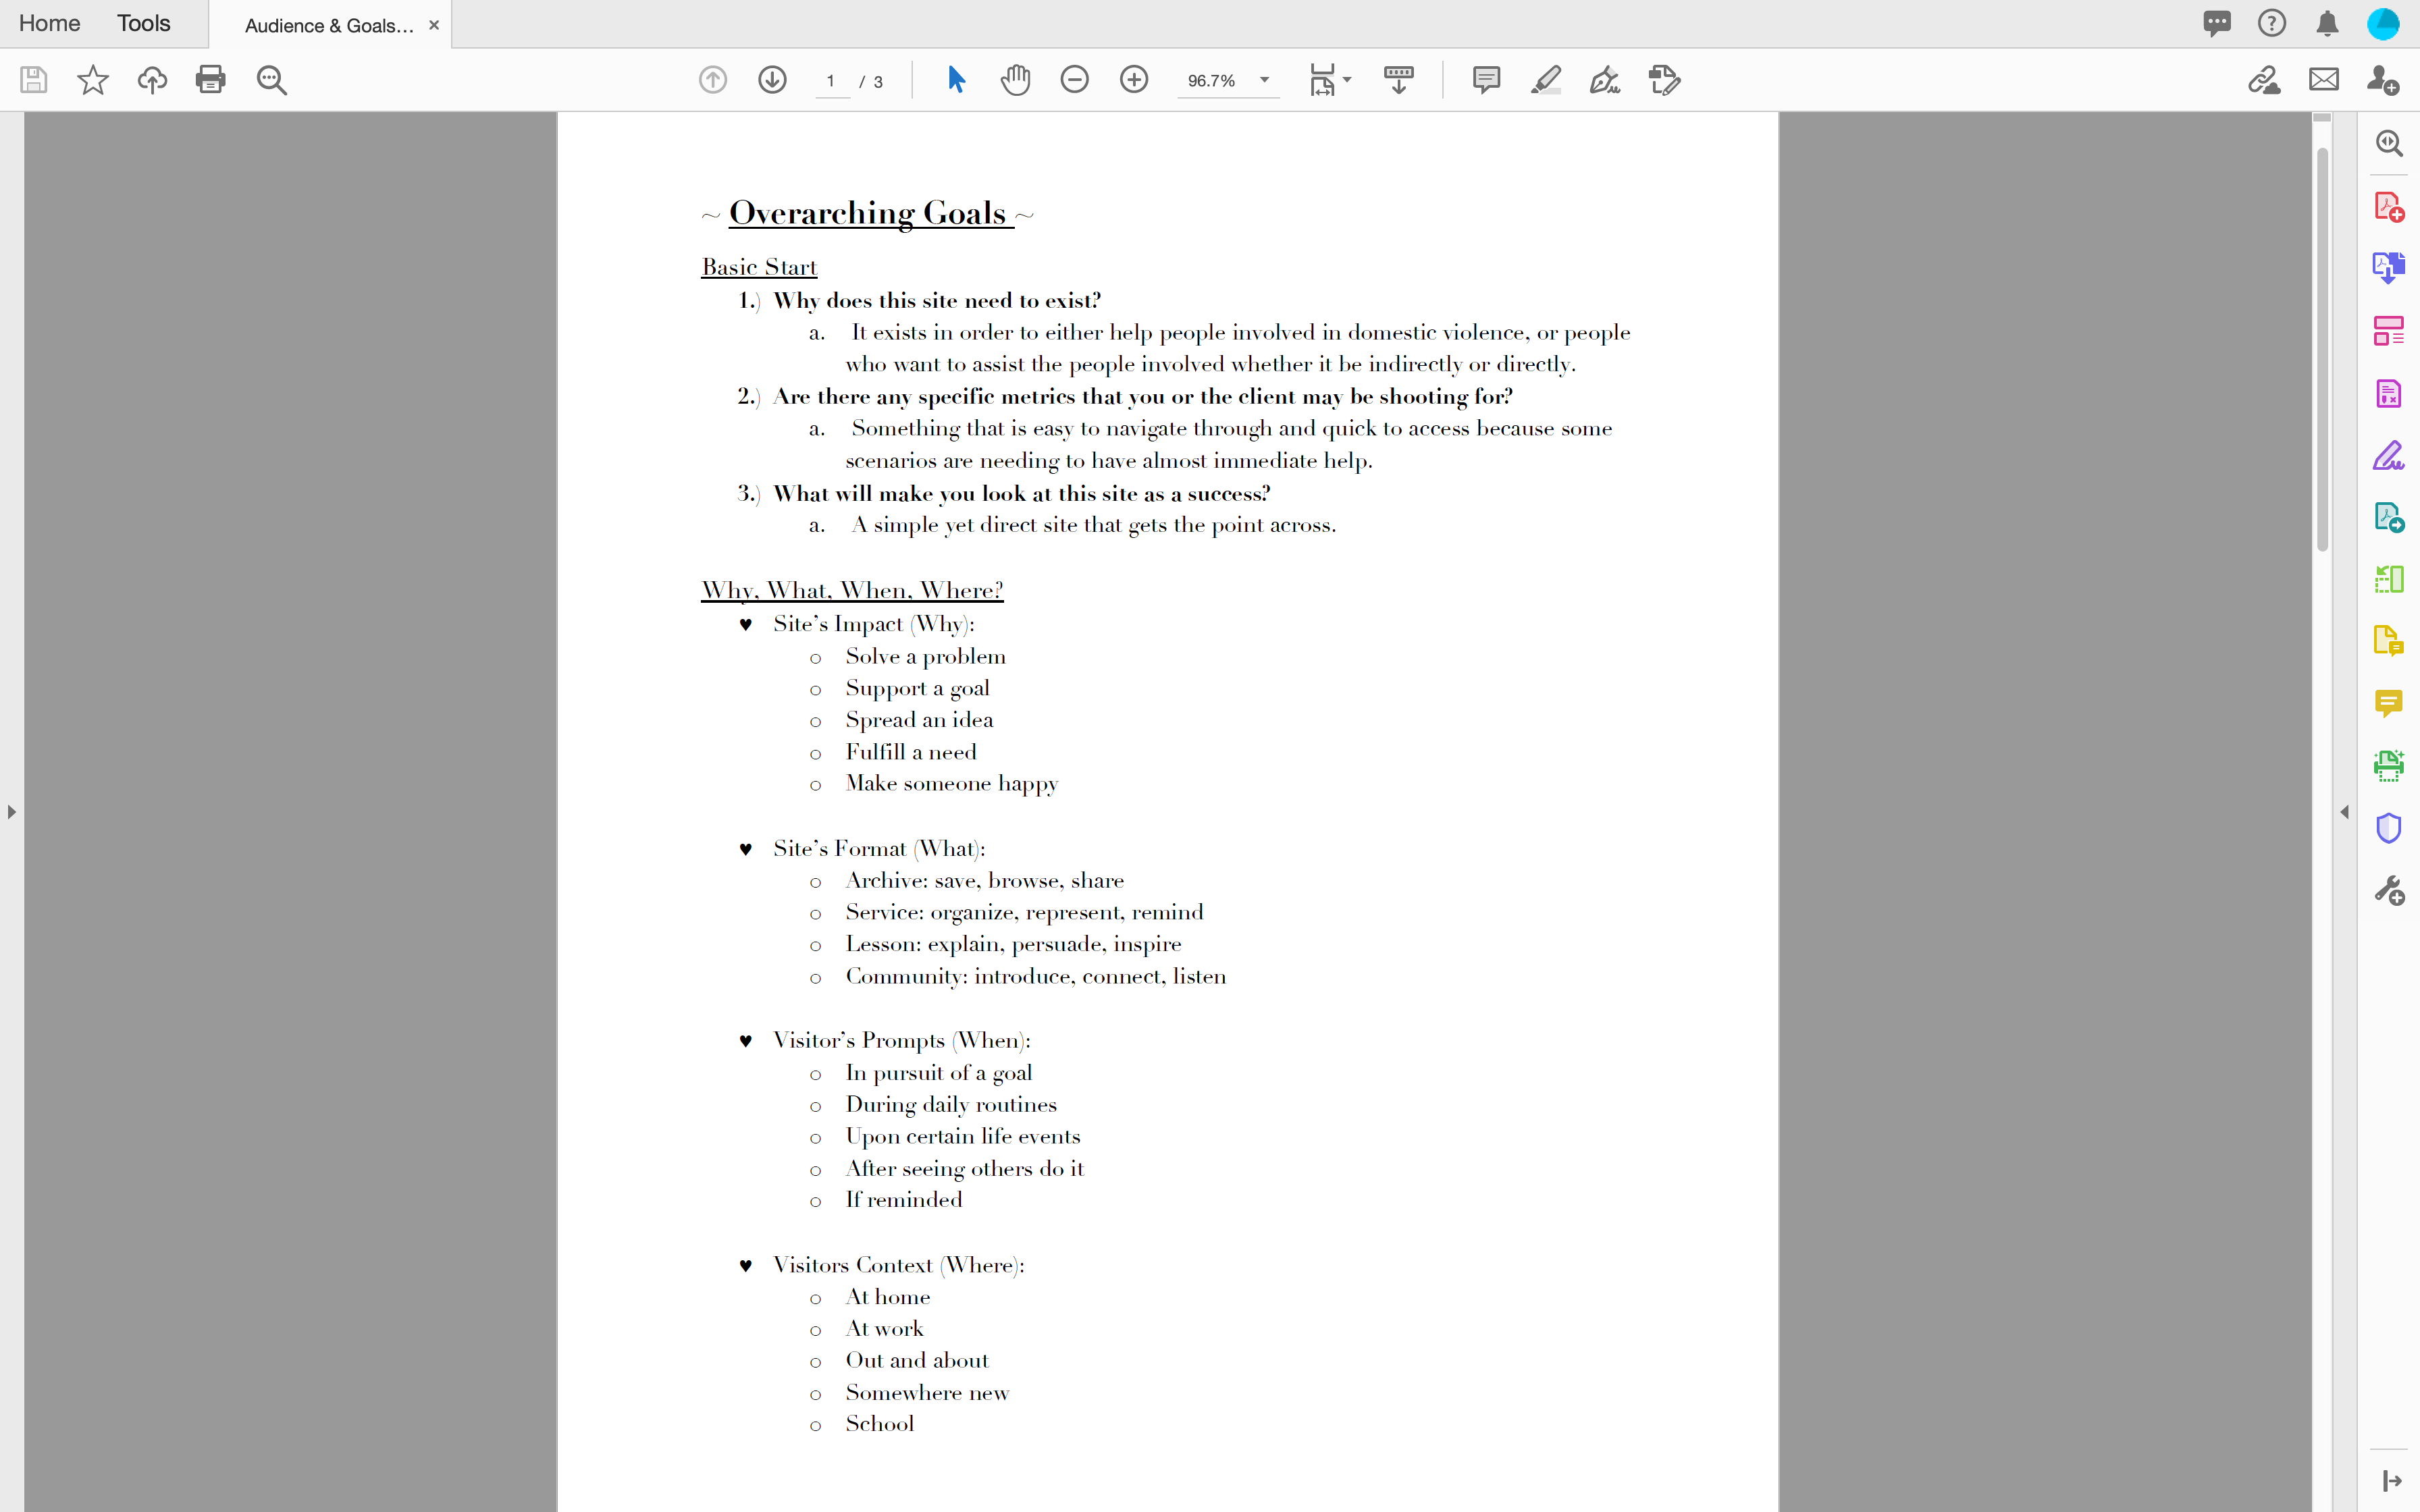 Home Tools Audience & Goals... ×
1 / 3 96.7%
~ Overarching Goals ~
Basic Start
1.) Why does this site need to exist?
a. It exists in order to either help people involved in domestic violence, or people
who want to assist the people involved whether it be indirectly or directly.
2.) Are there any specific metrics that you or the client may be shooting for?
a. Something that is easy to navigate through and quick to access because some
scenarios are needing to have almost immediate help.
3.) What will make you look at this site as a success?
a. A simple yet direct site that gets the point across.
Why, What, When, Where?
♥ Site's Impact (Why):
o Solve a problem
o Support a goal
o Spread an idea
o Fulfill a need
o Make someone happy
♥ Site's Format (What):
o Archive: save, browse, share
o Service: organize, represent, remind
o Lesson: explain, persuade, inspire
o Community: introduce, connect, listen
♥ Visitor's Prompts (When):
o In pursuit of a goal
o During daily routines
o Upon certain life events
o After seeing others do it
o If reminded
♥ Visitors Context (Where):
o At home
o At work
o Out and about
o Somewhere new
o School